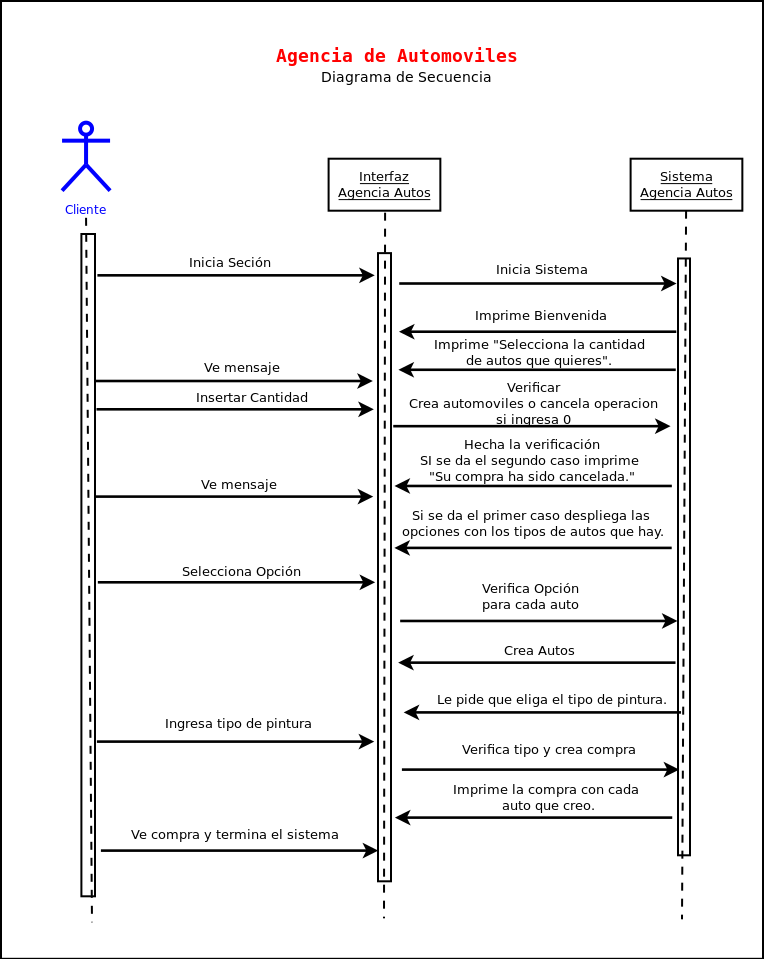 Agencia de Automoviles
Diagrama de Secuencia
Cliente
Interfaz
Agencia Autos
Sistema
Agencia Autos
Inicia Seción
Inicia Sistema
Imprime Bienvenida
Imprime "Selecciona la cantidad
de autos que quieres".
Ve mensaje
Insertar Cantidad
Verificar
Crea automoviles o cancela operacion
si ingresa 0
Hecha la verificación
SI se da el segundo caso imprime
"Su compra ha sido cancelada."
Ve mensaje
Si se da el primer caso despliega las
opciones con los tipos de autos que hay.
Selecciona Opción
Verifica Opción
para cada auto
Crea Autos
Le pide que eliga el tipo de pintura.
Ingresa tipo de pintura
Verifica tipo y crea compra
Imprime la compra con cada
auto que creo.
Ve compra y termina el sistema